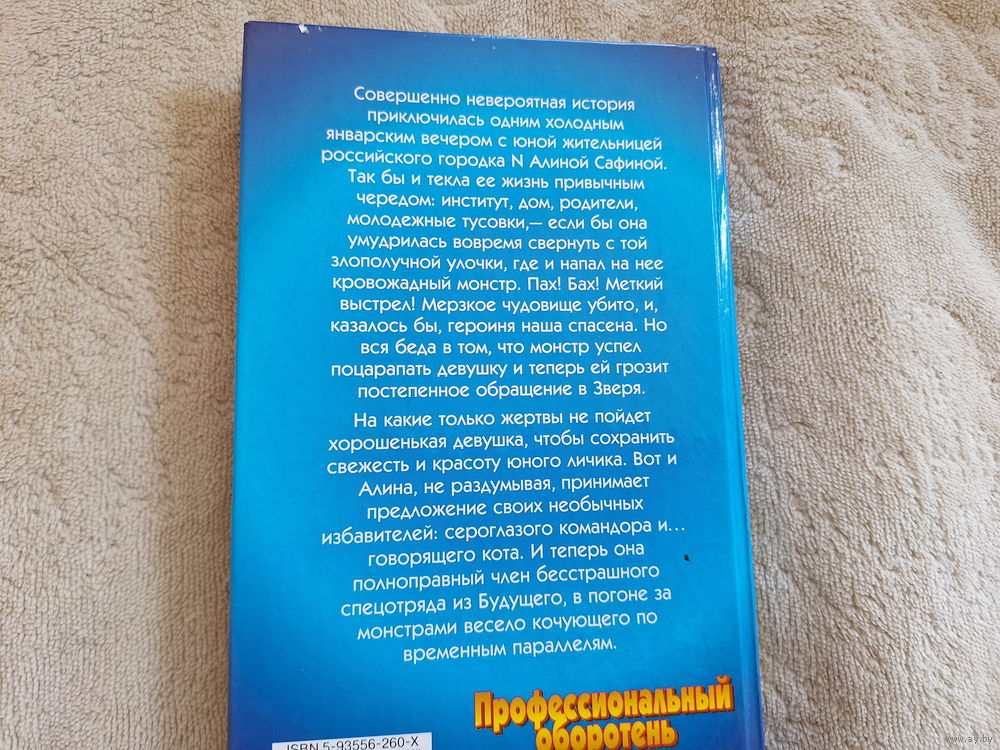 Совершенно невероятная история
приключилась одним холодным
январским вечером с юной жительницей
российского городка N Алиной Сафиной.
Так бы и текла ее жизнь привычным
чередом: институт, дом, родители,
молодежные тусовки,— если бы она
умудрилась вовремя свернуть с той
злополучной улочки, где и напал на нее
кровожадный монстр. Пах! Бах! Меткий
выстрел! Мерзкое чудовище убито, и,
казалось бы, героиня наша спасена. Но
вся беда в том, что монстр успел
поцарапать девушку и теперь ей грозит
постепенное обращение в Зверя.
На какие только жертвы не пойдет
хорошенькая девушка, чтобы сохранить
свежесть и красоту юного личика. Вот и
Алина, не раздумывая, принимает
предложение своих необычных
избавителей: сероглазого командора и...
говорящего кота. И теперь она
полноправный член бесстрашного
спецотряда из Будущего, в погоне за
монстрами весело кочующего по
временным параллелям.
Профессиональный
оборотень
ISBN 5-93556-260-X
www.ay.by